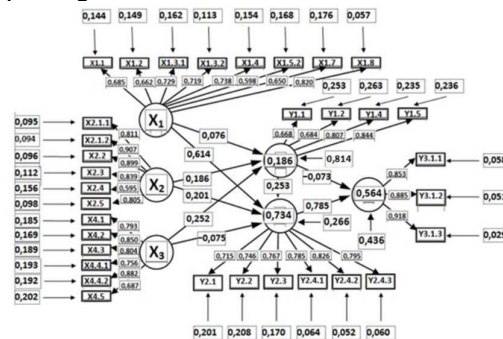 0,144 0,149 0,162 0,113 0,154 0,168 0,176 0,057
X1.1 X1.2 X1.3.1 X1.3.2 X1.4 X1.5.2 X1.7 X1.8
0,685 0,662 0,729 0,719 0,738 0,598 0,650 0,820
0,253 0,263 0,235 0,236
Y1.1 Y1.2 Y1.4 Y1.5
0,668 0,684 0,807 0,844
X₁
0,095 X2.1.1 0,811
0,094 X2.1.2 0,907
0,096 X2.2 0,899
0,112 X2.3 0,839
0,156 X2.4 0,595
0,098 X2.5 0,805
X₂
0,185 X4.1 0,793
0,169 X4.2 0,850
0,189 X4.3 0,804
0,193 X4.4.1 0,756
0,192 X4.4.2 0,882
0,202 X4.5 0,687
X₃
0,076
0,614
0,186
0,201
0,252
-0,075
0,186 0,814
0,253 -0,073
0,734 0,785
0,266
0,564
0,436
0,853 Y3.1.1
0,885 Y3.1.2
0,918 Y3.1.3
0,715 0,746 0,767 0,785 0,826 0,795
Y2.1 Y2.2 Y2.3 Y2.4.1 Y2.4.2 Y2.4.3
0,201 0,208 0,170 0,064 0,052 0,060